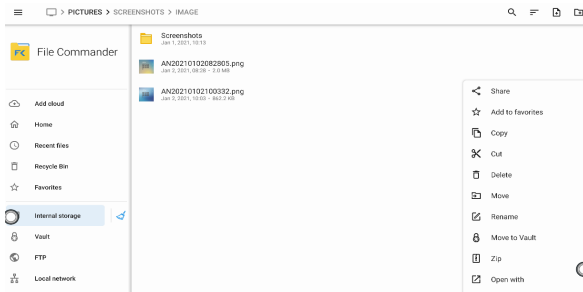 > PICTURES > SCREENSHOTS > IMAGE
FC File Commander
Add cloud
Home
Recent files
Recycle Bin
Favorites
Internal storage
Vault
FTP
Local network
Screenshots
Jan 1, 2021, 10:13
AN20210102082805.png
Jan 2, 2021, 08:28 - 2.0 MB
AN20210102100332.png
Jan 2, 2021, 10:03 - 862.2 KB
Share
Add to favorites
Copy
Cut
Delete
Move
Rename
Move to Vault
Zip
Open with